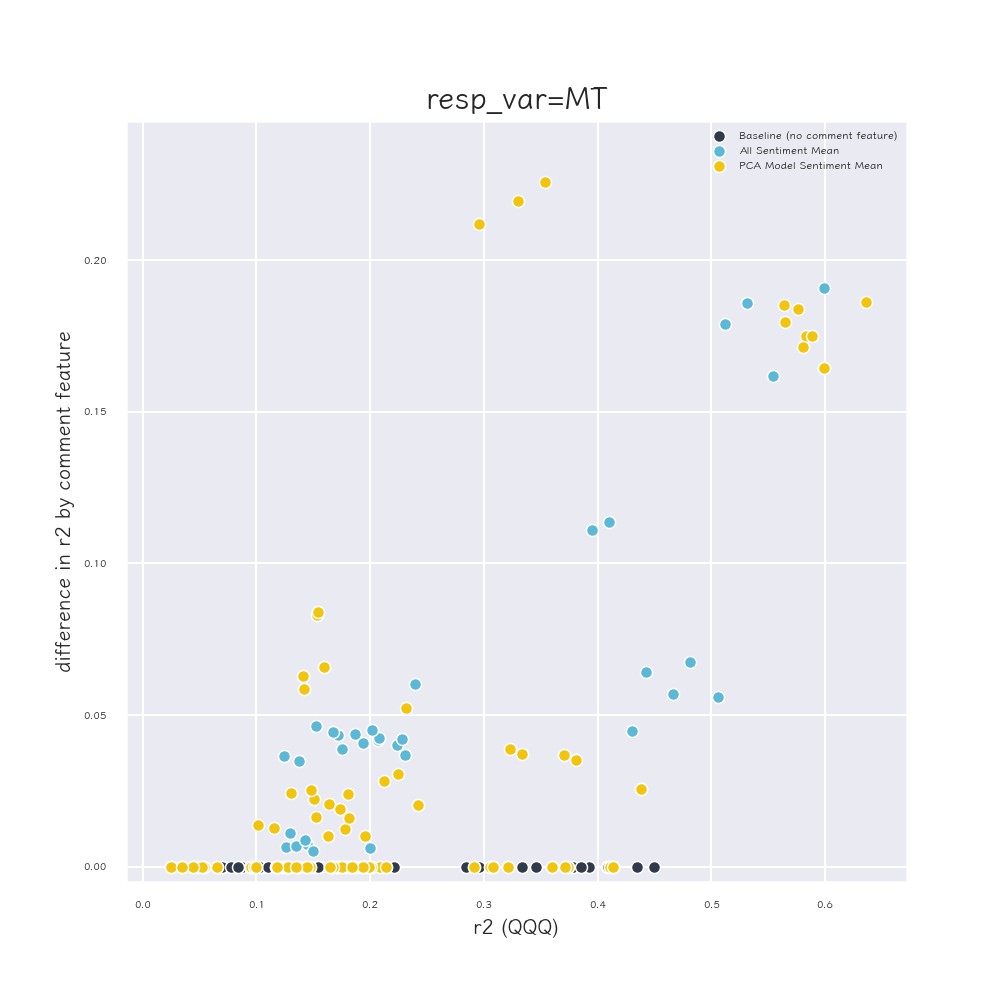 resp_var=MT
Baseline (no comment feature)
All Sentiment Mean
PCA Model Sentiment Mean
difference in r2 by comment feature
0.20
0.15
0.10
0.05
0.00
0.0 0.1 0.2 0.3 0.4 0.5 0.6
r2 (QQQ)